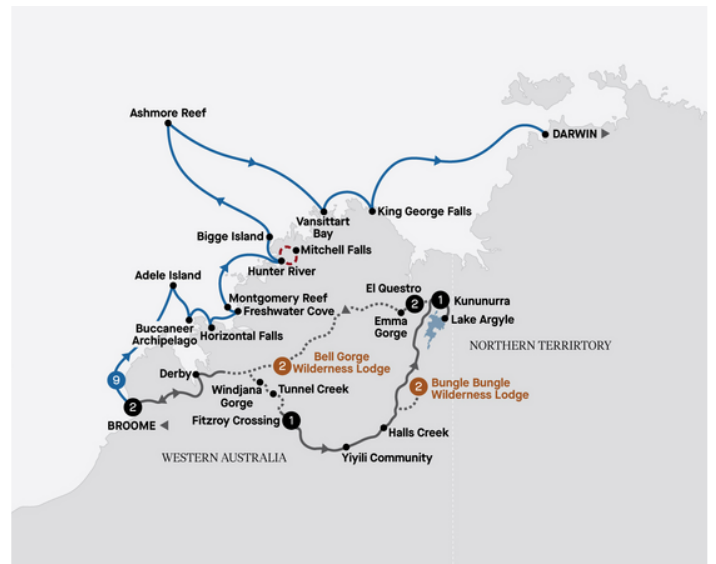 Ashmore Reef
DARWIN
Vansittart
Bay
King George Falls
Bigge Island
Mitchell Falls
Hunter River
Adele Island
El Questro
2
1
Kununurra
Montgomery Reef
Freshwater Cove
Emma
Gorge
Lake Argyle
Buccaneer
Archipelago
Horizontal Falls
NORTHERN TERRIRTORY
Bell Gorge
Wilderness Lodge
2
Derby
9
Windjana
Gorge
Tunnel Creek
Bungle Bungle
Wilderness Lodge
2
2
BROOME
Fitzroy Crossing
1
Halls Creek
WESTERN AUSTRALIA
Yiyili Community